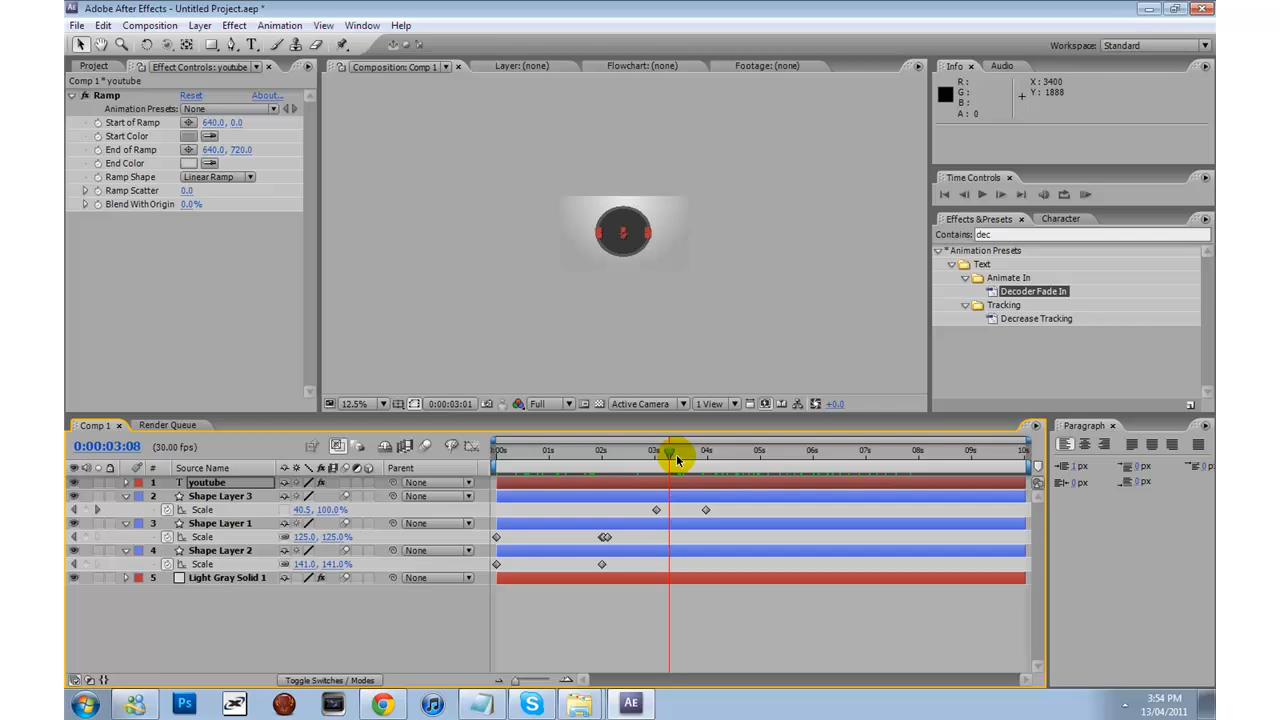 Adobe After Effects - Untitled Project.aep *
File Edit Composition Layer Effect Animation View Window Help
Workspace: Standard
Project Effect Controls: youtube
Comp 1 * youtube
Ramp Reset About...
Animation Presets: None
Start of Ramp 640.0, 0.0
Start Color
End of Ramp 640.0, 720.0
End Color
Ramp Shape Linear Ramp
Ramp Scatter 0.0
Blend With Origin 0.0%
Composition: Comp 1 Layer: (none) Flowchart: (none) Footage: (none)
12.5% 0:00:03:01 Full Active Camera 1 View +0.0
Info Audio
R: X: 3400
G: Y: 1888
B:
A: 0
Time Controls
Effects & Presets Character
Contains: dec
* Animation Presets
Text
Animate In
Decoder Fade In
Tracking
Decrease Tracking
Comp 1 Render Queue
0:00:03:08 (30.00 fps)
:00s 01s 02s 03s 04s 05s 06s 07s 08s 09s 10s
# Source Name Parent
1 T youtube None
2 Shape Layer 3 None
Scale 40.5, 100.0%
3 Shape Layer 1 None
Scale 125.0, 125.0%
4 Shape Layer 2 None
Scale 141.0, 141.0%
5 Light Gray Solid 1 None
Toggle Switches / Modes
Paragraph
1 px 0 px 0 px
0 px 0 px
Ps Ae
3:54 PM
13/04/2011